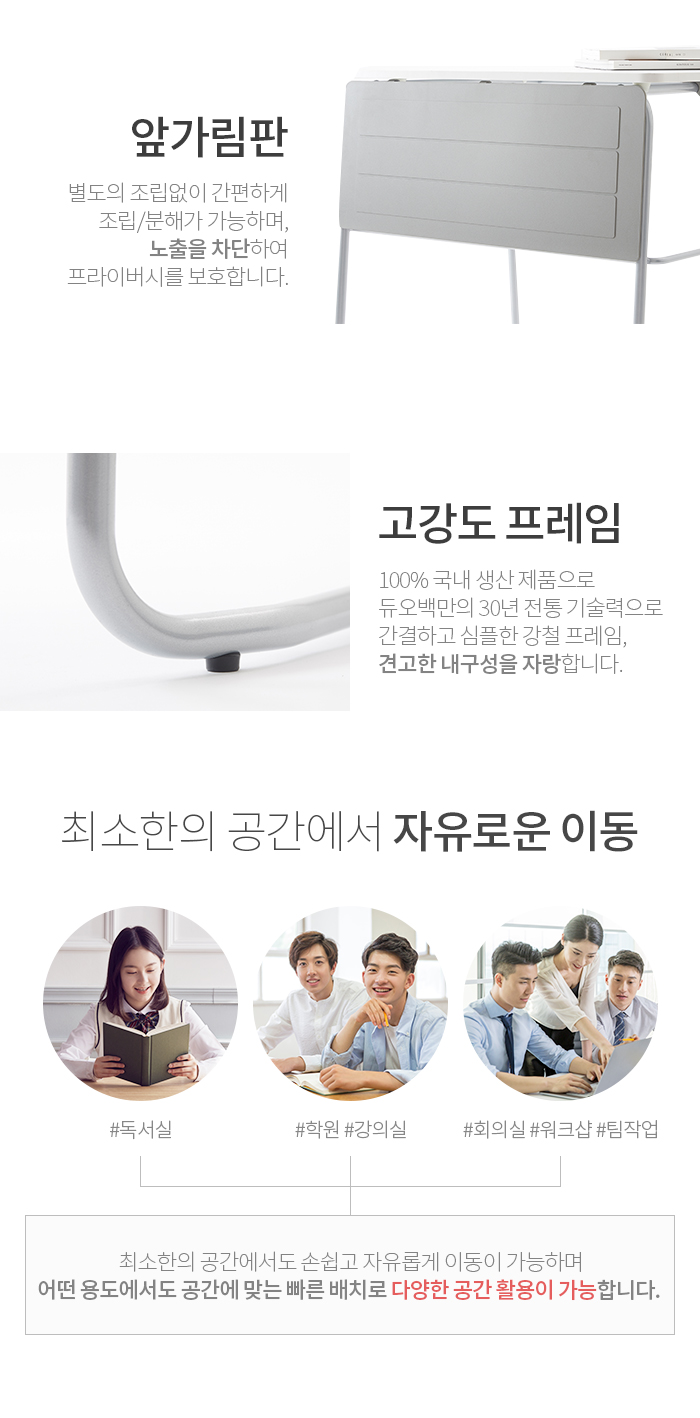 앞가림판
별도의 조립없이 간편하게
조립/분해가 가능하며,
노출을 차단하여
프라이버시를 보호합니다.
고강도 프레임
100% 국내 생산 제품으로
듀오백만의 30년 전통 기술력으로
간결하고 심플한 강철 프레임,
견고한 내구성을 자랑합니다.
최소한의 공간에서 자유로운 이동
#독서실
#학원 #강의실
#회의실 #워크샵 #팀작업
최소한의 공간에서도 손쉽고 자유롭게 이동이 가능하며
어떤 용도에서도 공간에 맞는 빠른 배치로 다양한 공간 활용이 가능합니다.